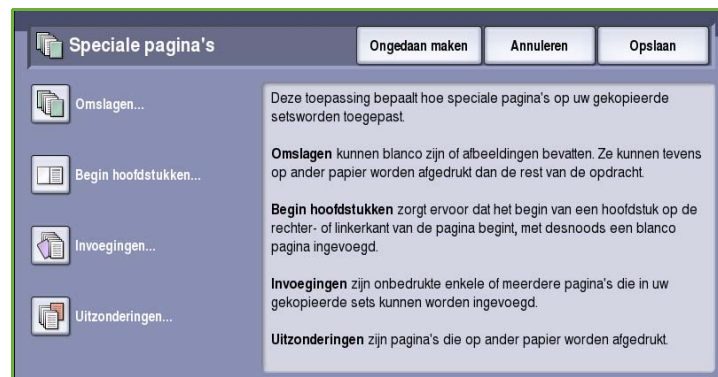 Speciale pagina's
Ongedaan maken
Annuleren
Opslaan
Omslagen...
Begin hoofdstukken...
Invoegingen...
Uitzonderingen...
Deze toepassing bepaalt hoe speciale pagina's op uw gekopieerde
setsworden toegepast.
Omslagen kunnen blanco zijn of afbeeldingen bevatten. Ze kunnen tevens
op ander papier worden afgedrukt dan de rest van de opdracht.
Begin hoofdstukken zorgt ervoor dat het begin van een hoofdstuk op de
rechter- of linkerkant van de pagina begint, met desnoods een blanco
pagina ingevoegd.
Invoegingen zijn onbedrukte enkele of meerdere pagina's die in uw
gekopieerde sets kunnen worden ingevoegd.
Uitzonderingen zijn pagina's die op ander papier worden afgedrukt.